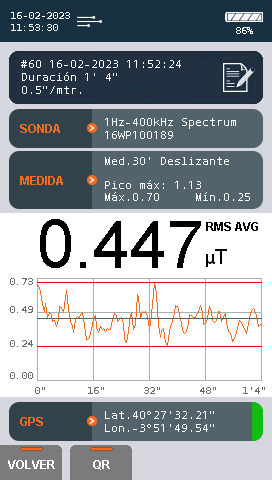 16-02-2023
11:53:30
86%
#60 16-02-2023 11:52:24
Duración 1' 4"
0.5"/mtr.
SONDA
1Hz-400kHz Spectrum
16WP100189
MEDIDA
Med.30' Deslizante
Pico máx: 1.13
Máx.0.70 Mín.0.25
0.447 RMS AVG
µT
0.73
0.49
0.24
0.00
0" 16" 32" 48" 1'4"
GPS
Lat.40°27'32.21"
Lon.-3°51'49.54"
VOLVER QR